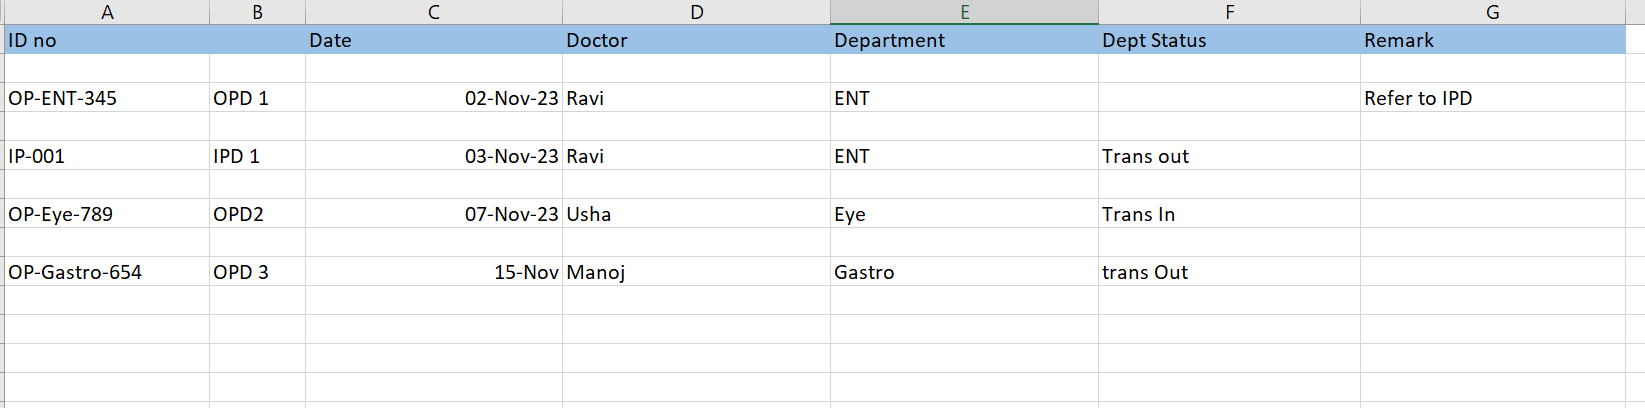 A B C D E F G
ID no Date Doctor Department Dept Status Remark
OP-ENT-345 OPD 1 02-Nov-23 Ravi ENT Refer to IPD
IP-001 IPD 1 03-Nov-23 Ravi ENT Trans out
OP-Eye-789 OPD2 07-Nov-23 Usha Eye Trans In
OP-Gastro-654 OPD 3 15-Nov Manoj Gastro trans Out